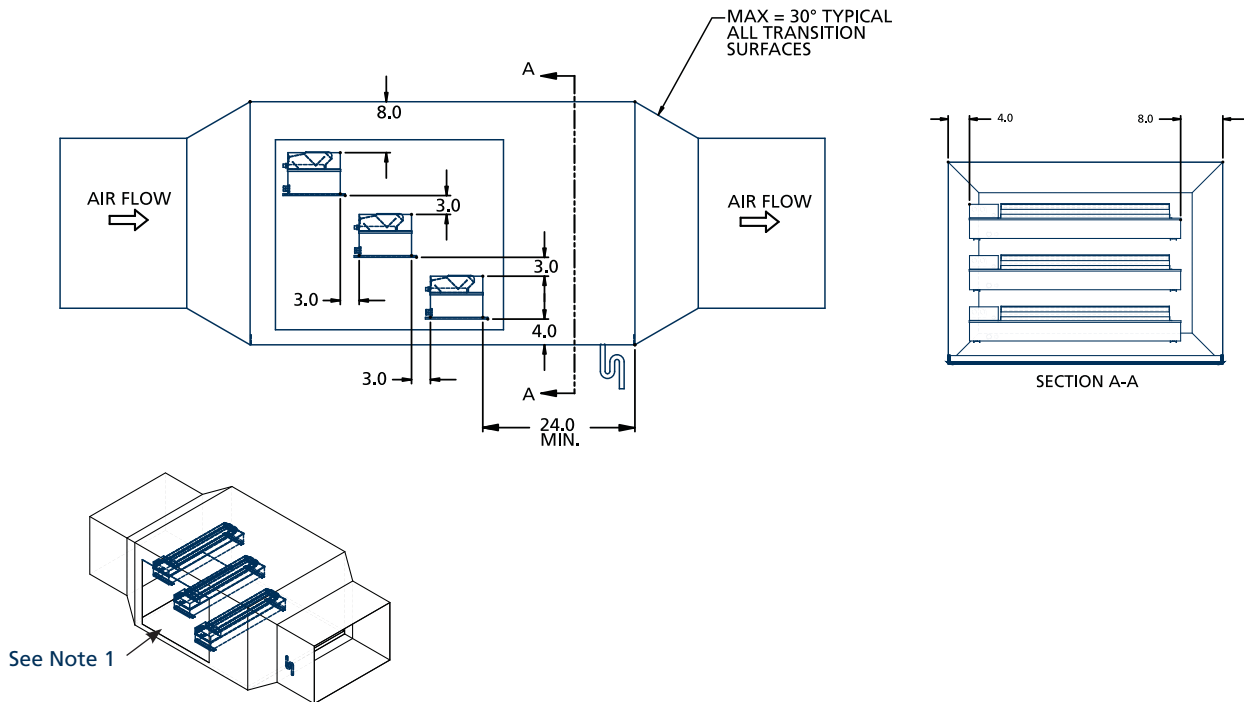 MAX = 30° TYPICAL
ALL TRANSITION
SURFACES
A
8.0
4.0
8.0
AIR FLOW
3.0
AIR FLOW
3.0
3.0
4.0
3.0
A
SECTION A-A
24.0
MIN.
See Note 1